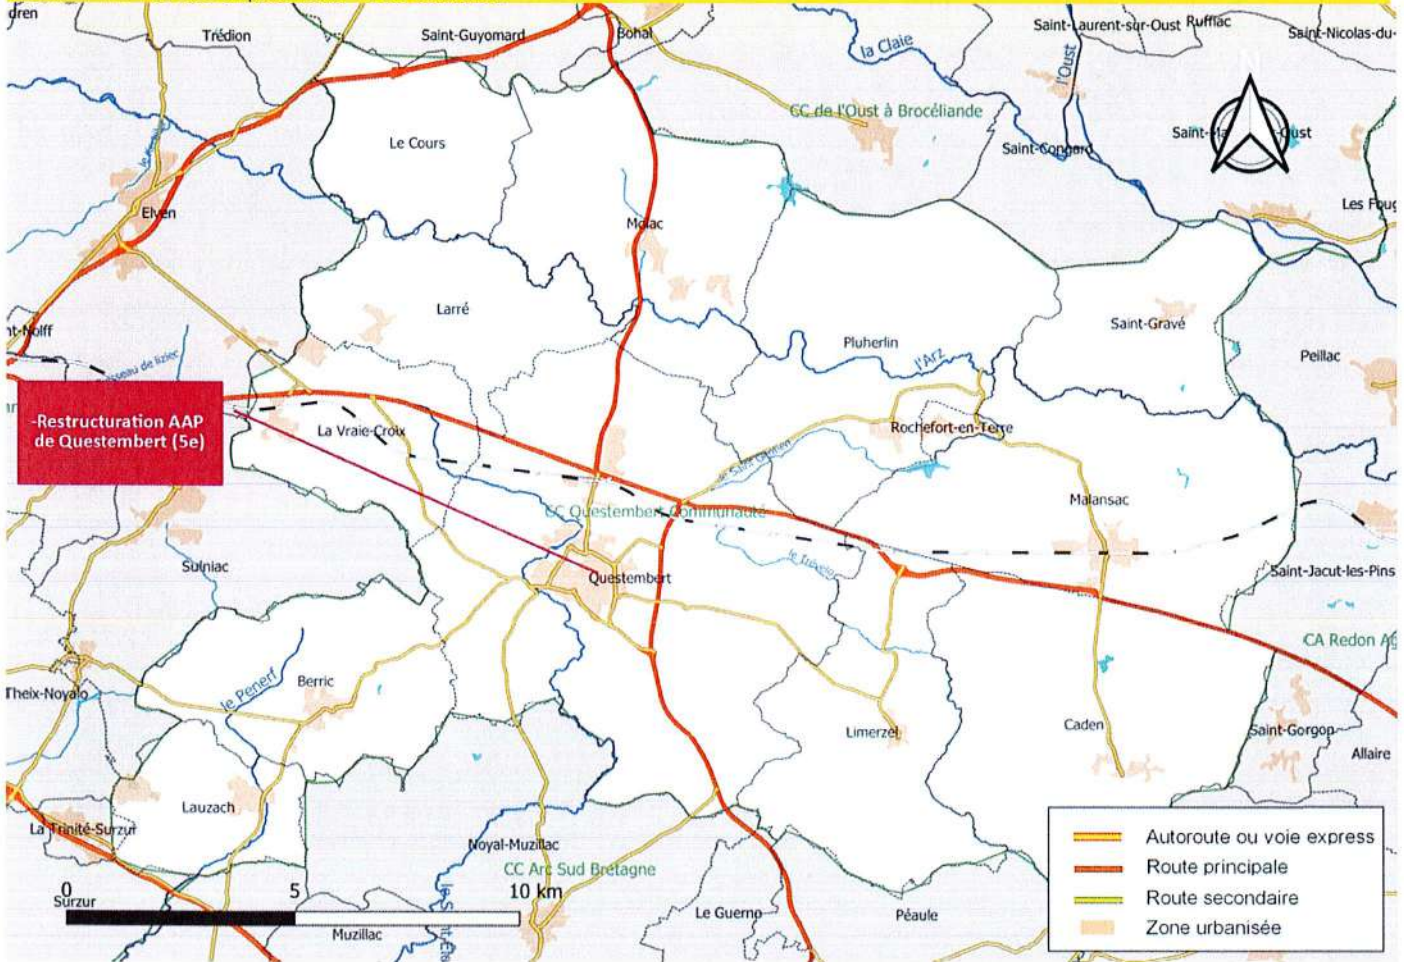 dren
Trédion
Saint-Guyomard
Bohal
la Claie
Saint-Laurent-sur-Oust
Ruffiac
Saint-Nicolas-du-
l'Oust
CC de l'Oust à Brocéliande
Le Cours
Saint-Congard
Elven
Molac
Les Foug
Larré
Saint-Gravé
nt-Nolff
Pluherlin
l'Arz
Peillac
-Restructuration AAP
de Questembert (5e)
La Vraie-Croix
Rochefort-en-Terre
Malansac
CC Questembert Communauté
le Trévelo
Sulniac
Questembert
Saint-Jacut-les-Pins
CA Redon Ag
Theix-Noyalo
le Penerf
Berric
Limerzel
Caden
Saint-Gorgon
Allaire
Lauzach
La Trinité-Surzur
Noyal-Muzillac
CC Arc Sud Bretagne
Autoroute ou voie express
Route principale
Route secondaire
Zone urbanisée
0
5
10 km
Surzur
Muzillac
Le Guerno
Péaule